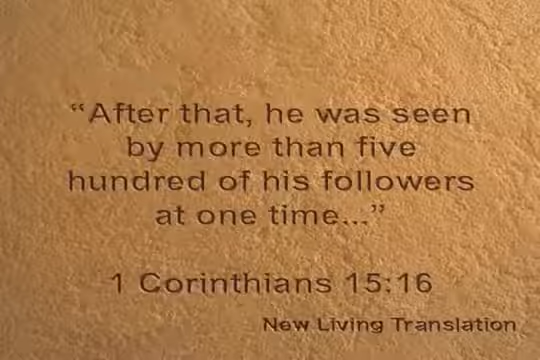 “After that, he was seen
by more than five
hundred of his followers
at one time...”
1 Corinthians 15:16
New Living Translation